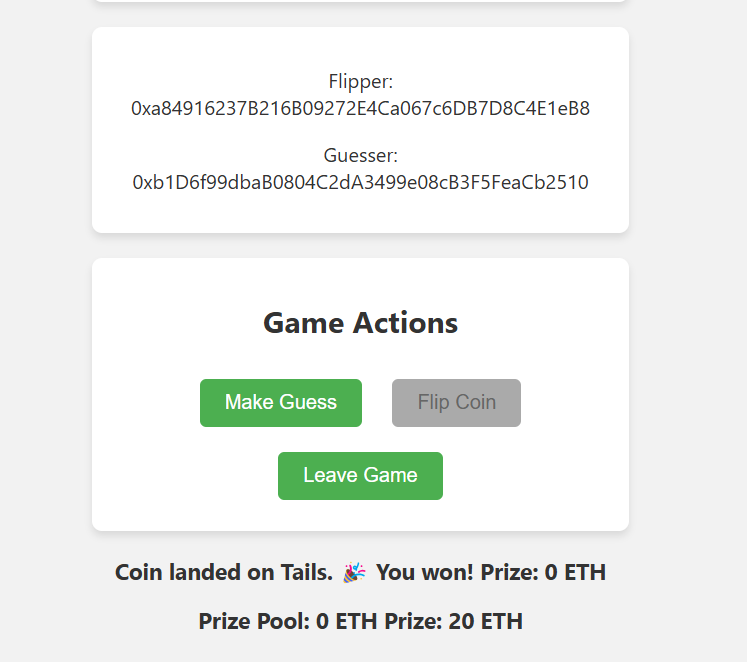 Flipper:
0xa84916237B216B09272E4Ca067c6DB7D8C4E1eB8
Guesser:
0xb1D6f99dbaB0804C2dA3499e08cB3F5FeaCb2510
Game Actions
Make Guess
Flip Coin
Leave Game
Coin landed on Tails. 🎉 You won! Prize: 0 ETH
Prize Pool: 0 ETH Prize: 20 ETH